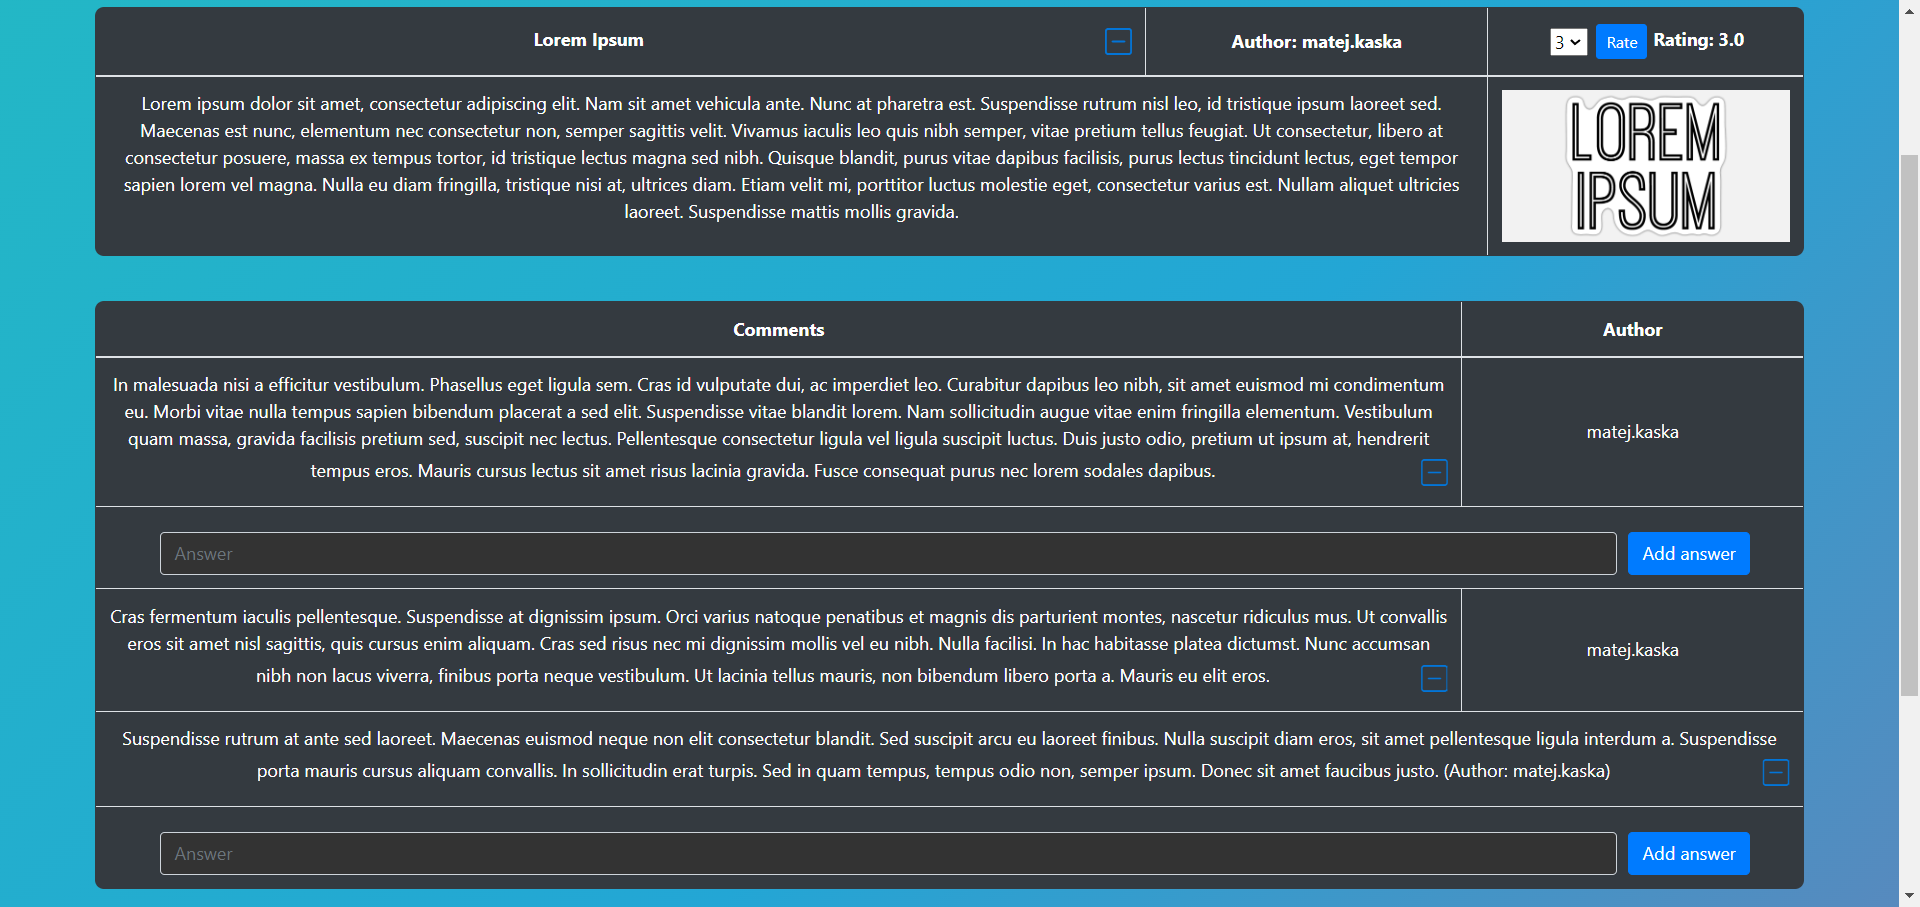 Lorem Ipsum
Author: matej.kaska
3 Rate Rating: 3.0
Lorem ipsum dolor sit amet, consectetur adipiscing elit. Nam sit amet vehicula ante. Nunc at pharetra est. Suspendisse rutrum nisl leo, id tristique ipsum laoreet sed.
Maecenas est nunc, elementum nec consectetur non, semper sagittis velit. Vivamus iaculis leo quis nibh semper, vitae pretium tellus feugiat. Ut consectetur, libero at
consectetur posuere, massa ex tempus tortor, id tristique lectus magna sed nibh. Quisque blandit, purus vitae dapibus facilisis, purus lectus tincidunt lectus, eget tempor
sapien lorem vel magna. Nulla eu diam fringilla, tristique nisi at, ultrices diam. Etiam velit mi, porttitor luctus molestie eget, consectetur varius est. Nullam aliquet ultricies
laoreet. Suspendisse mattis mollis gravida.
LOREM
IPSUM
Comments
Author
In malesuada nisi a efficitur vestibulum. Phasellus eget ligula sem. Cras id vulputate dui, ac imperdiet leo. Curabitur dapibus leo nibh, sit amet euismod mi condimentum
eu. Morbi vitae nulla tempus sapien bibendum placerat a sed elit. Suspendisse vitae blandit lorem. Nam sollicitudin augue vitae enim fringilla elementum. Vestibulum
quam massa, gravida facilisis pretium sed, suscipit nec lectus. Pellentesque consectetur ligula vel ligula suscipit luctus. Duis justo odio, pretium ut ipsum at, hendrerit
tempus eros. Mauris cursus lectus sit amet risus lacinia gravida. Fusce consequat purus nec lorem sodales dapibus.
matej.kaska
Answer
Add answer
Cras fermentum iaculis pellentesque. Suspendisse at dignissim ipsum. Orci varius natoque penatibus et magnis dis parturient montes, nascetur ridiculus mus. Ut convallis
eros sit amet nisl sagittis, quis cursus enim aliquam. Cras sed risus nec mi dignissim mollis vel eu nibh. Nulla facilisi. In hac habitasse platea dictumst. Nunc accumsan
nibh non lacus viverra, finibus porta neque vestibulum. Ut lacinia tellus mauris, non bibendum libero porta a. Mauris eu elit eros.
matej.kaska
Suspendisse rutrum at ante sed laoreet. Maecenas euismod neque non elit consectetur blandit. Sed suscipit arcu eu laoreet finibus. Nulla suscipit diam eros, sit amet pellentesque ligula interdum a. Suspendisse
porta mauris cursus aliquam convallis. In sollicitudin erat turpis. Sed in quam tempus, tempus odio non, semper ipsum. Donec sit amet faucibus justo. (Author: matej.kaska)
Answer
Add answer